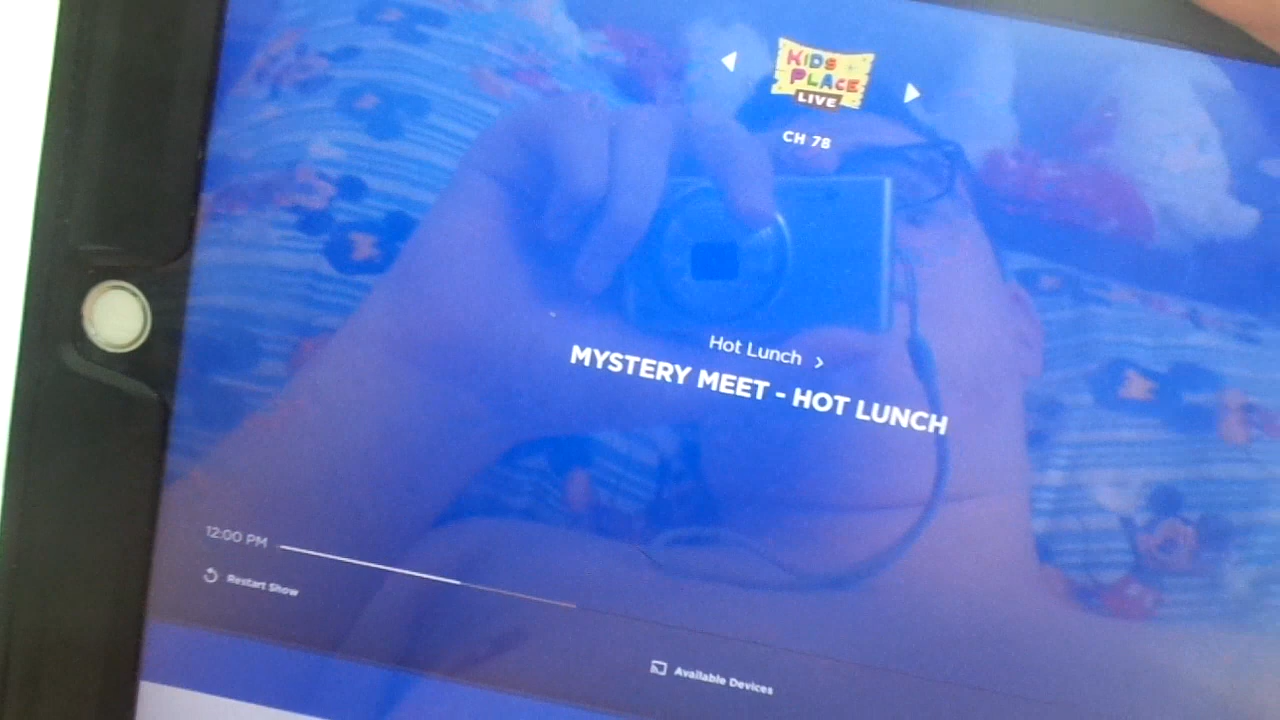 KIDS
PLACE
LIVE
CH 78
Hot Lunch >
MYSTERY MEET - HOT LUNCH
12:00 PM
Restart Show
Available Devices